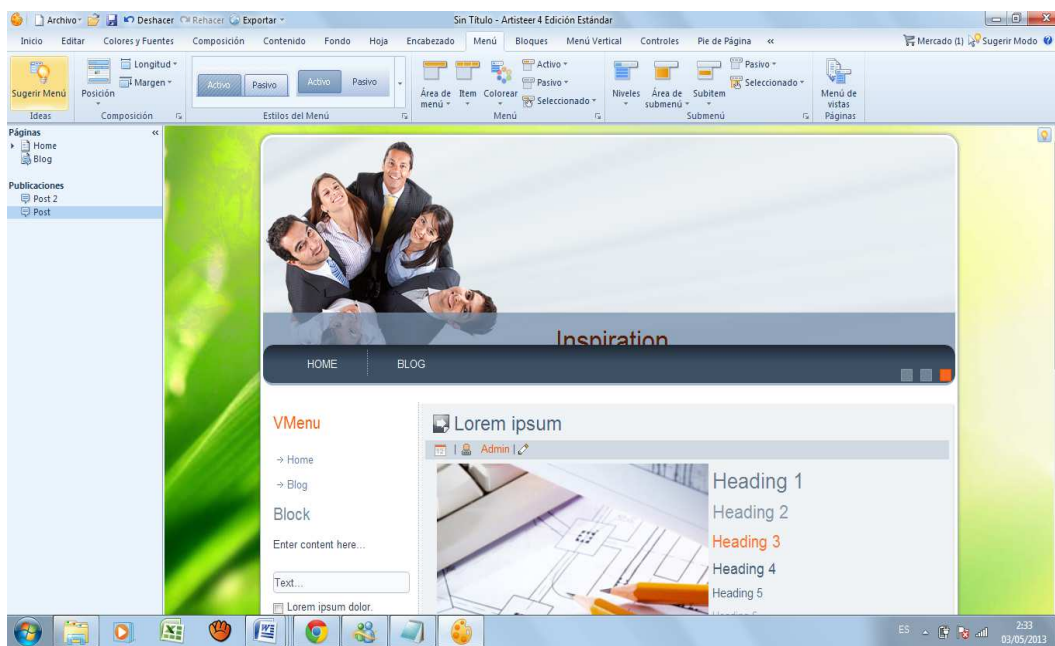 Archivo Deshacer Rehacer Exportar Sin Título - Artisteer 4 Edición Estándar
Inicio Editar Colores y Fuentes Composición Contenido Fondo Hoja Encabezado Menú Bloques Menú Vertical Controles Pie de Página « Mercado (1) Sugerir Modo
Sugerir Menú
Ideas
Posición
Longitud
Margen
Composición
Activo Pasivo Activo Pasivo
Estilos del Menú
Área de menú
Item
Colorear
Activo
Pasivo
Seleccionado
Menú
Niveles
Área de submenú
Subitem
Pasivo
Seleccionado
Submenú
Menú de vistas
Páginas
Páginas «
Home
Blog
Publicaciones
Post 2
Post
Inspiration
HOME BLOG
VMenu
Home
Blog
Block
Enter content here...
Text...
Lorem ipsum dolor.
Lorem ipsum
| Admin |
Heading 1
Heading 2
Heading 3
Heading 4
Heading 5
Heading 6
ES 2:33
03/05/2013